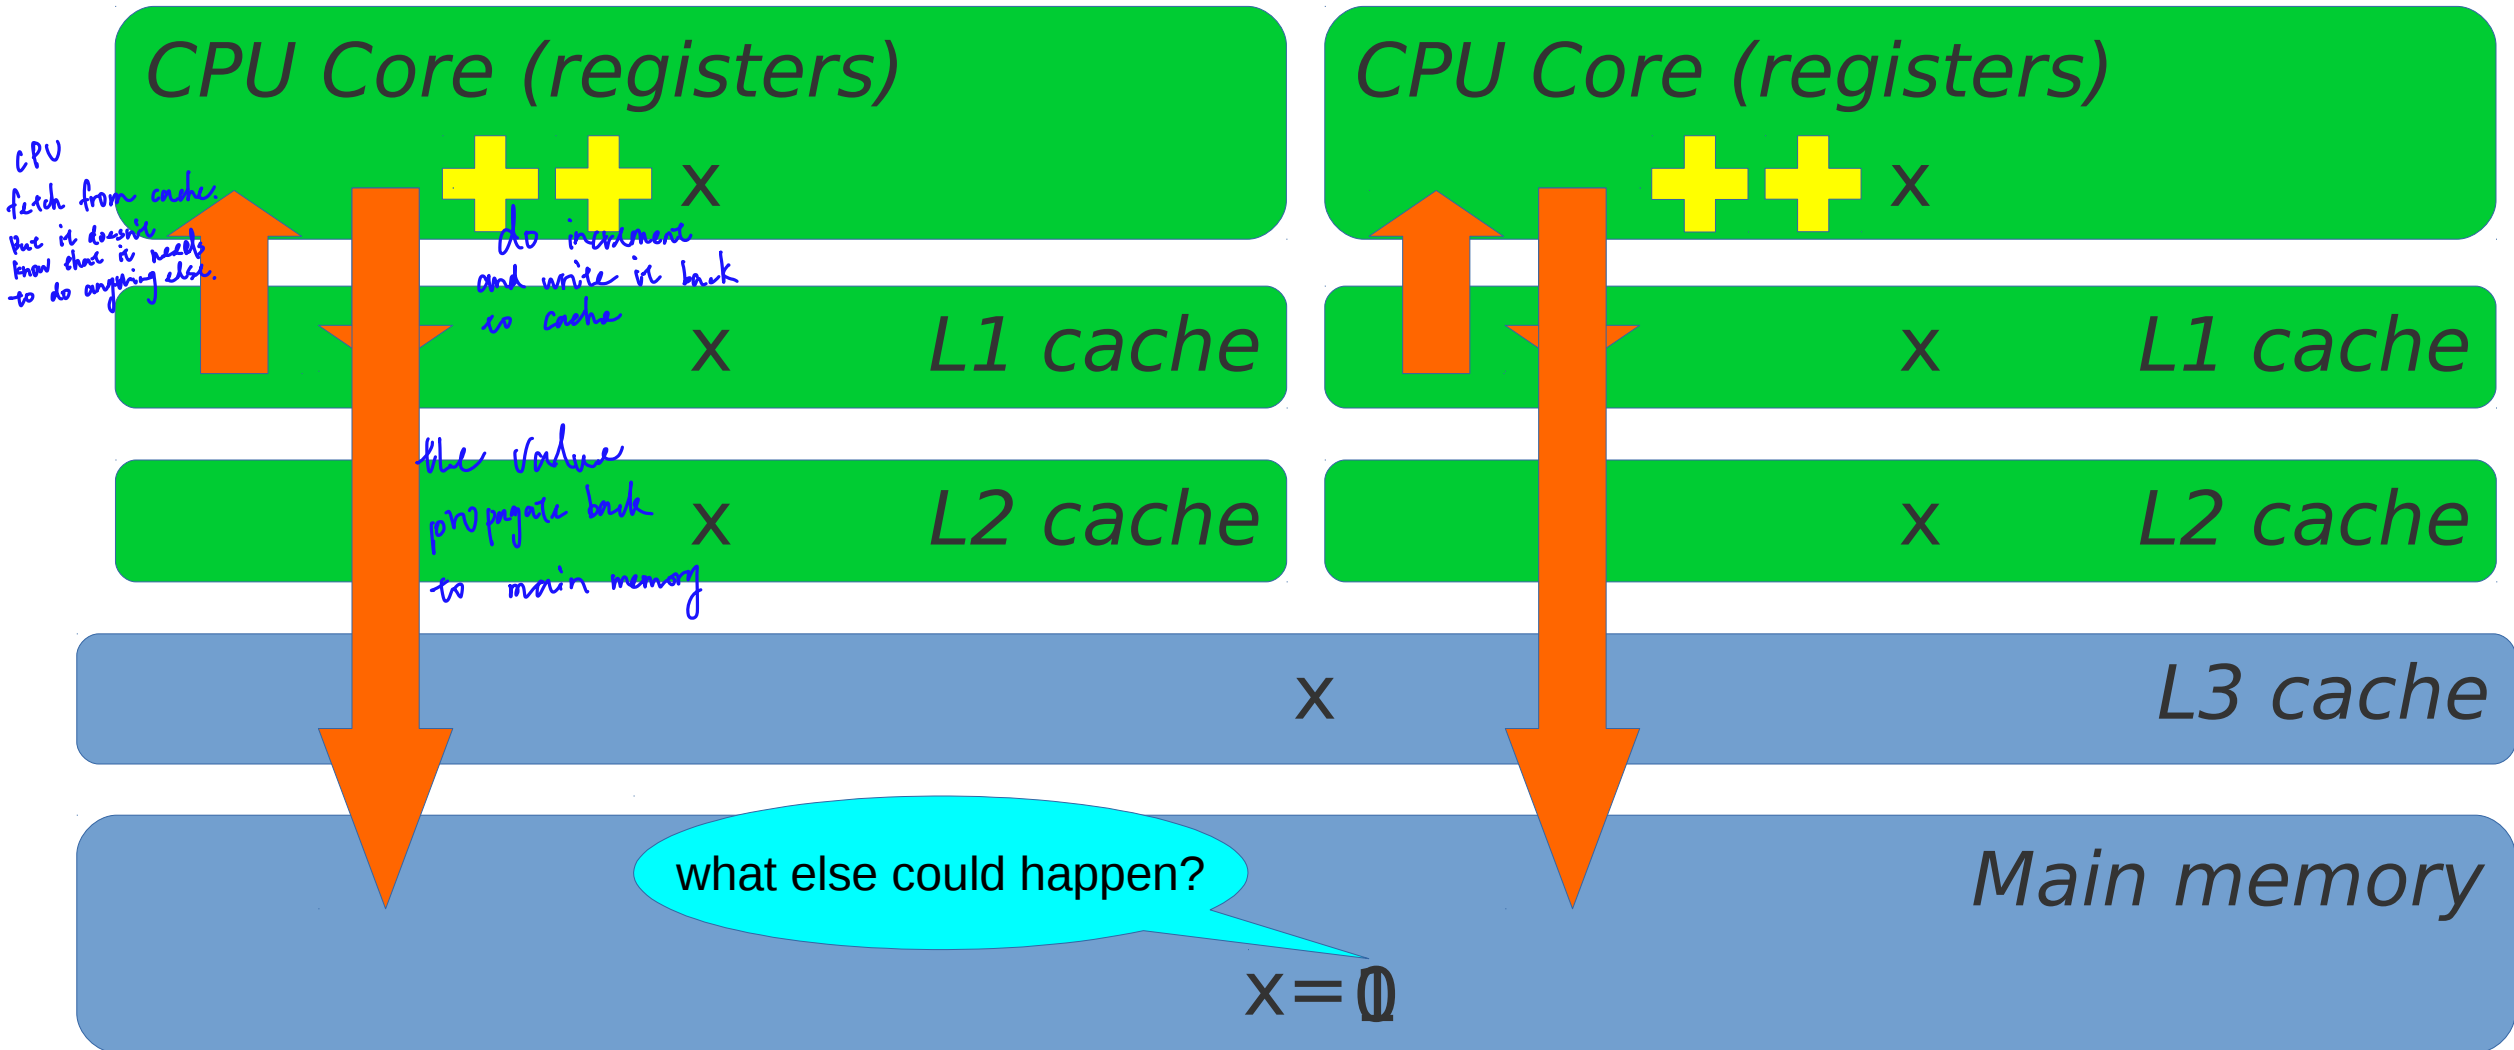 CPU Core (registers)
CPU Core (registers)
x
x
CPU
fetch from cache.
but it doesn't
know that it needs
to do anything else.
do increment
and write it back
to cache
x
L1 cache
x
L1 cache
the value
propagate back
to main memory
x
L2 cache
x
L2 cache
x
L3 cache
what else could happen?
Main memory
x=